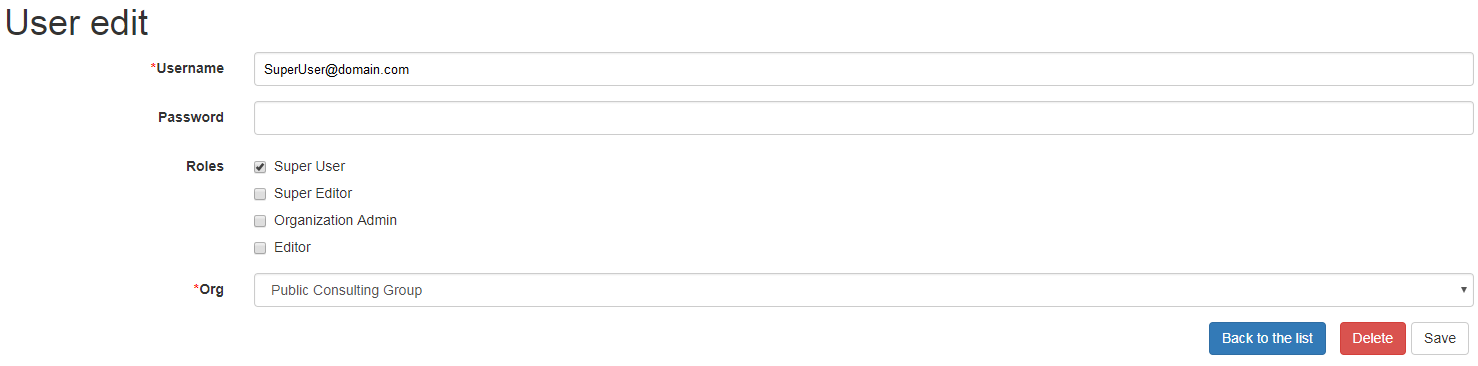 User edit
*Username SuperUser@domain.com
Password
Roles Super User
Super Editor
Organization Admin
Editor
*Org Public Consulting Group
Back to the list Delete Save